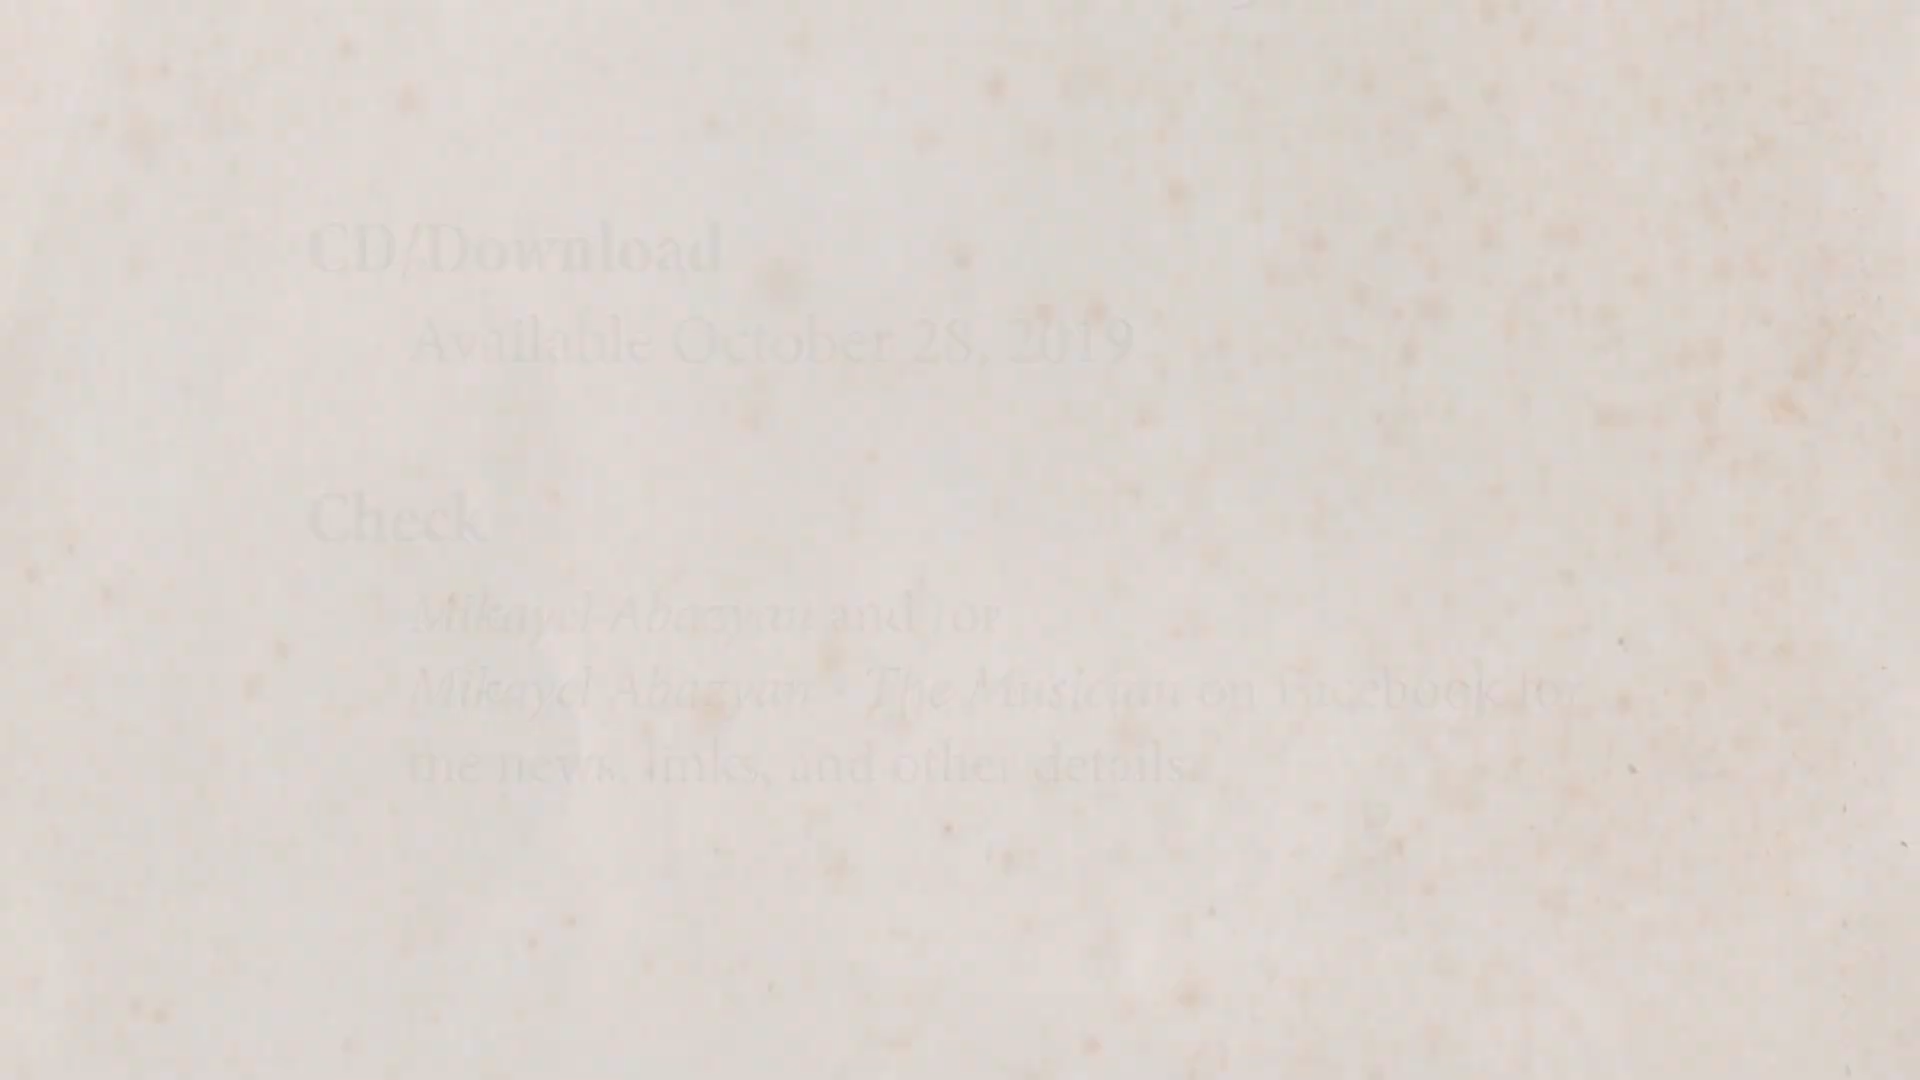 CD/Download
Available October 28, 2019
Check
Mikayel Abazyan and/or
Mikayel Abazyan - The Musician on Facebook for
the news, links, and other details.